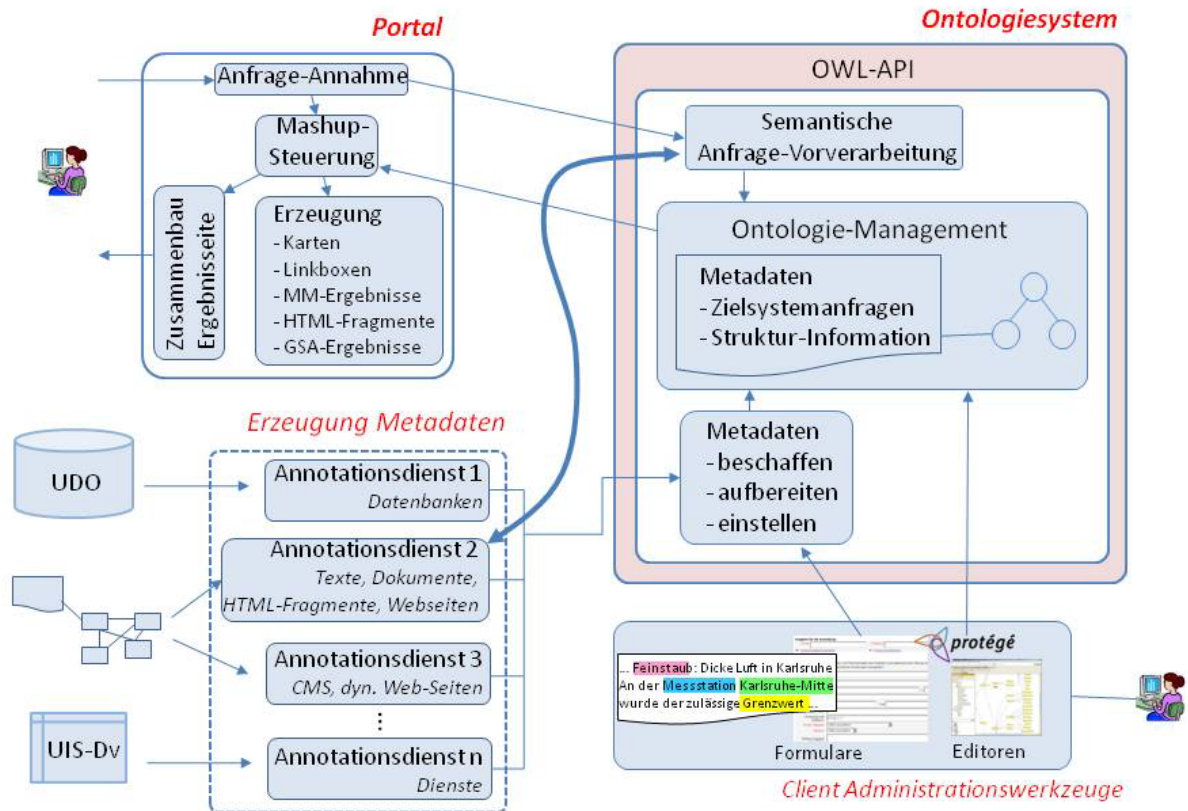 Portal
Anfrage-Annahme
Mashup-
Steuerung
Zusammenbau
Ergebnisseite
Erzeugung
- Karten
- Linkboxen
- MM-Ergebnisse
- HTML-Fragmente
- GSA-Ergebnisse
Ontologiesystem
OWL-API
Semantische
Anfrage-Vorverarbeitung
Ontologie-Management
Metadaten
- Zielsystemanfragen
- Struktur-Information
Metadaten
- beschaffen
- aufbereiten
- einstellen
Erzeugung Metadaten
UDO
Annotationsdienst 1
Datenbanken
Annotationsdienst 2
Texte, Dokumente,
HTML-Fragmente, Webseiten
Annotationsdienst 3
CMS, dyn. Web-Seiten
⋮
UIS-Dv
Annotationsdienst n
Dienste
protégé
... Feinstaub: Dicke Luft in Karlsruhe
An der Messstation Karlsruhe-Mitte
wurde der zulässige Grenzwert ...
Formulare
Editoren
Client Administrationswerkzeuge